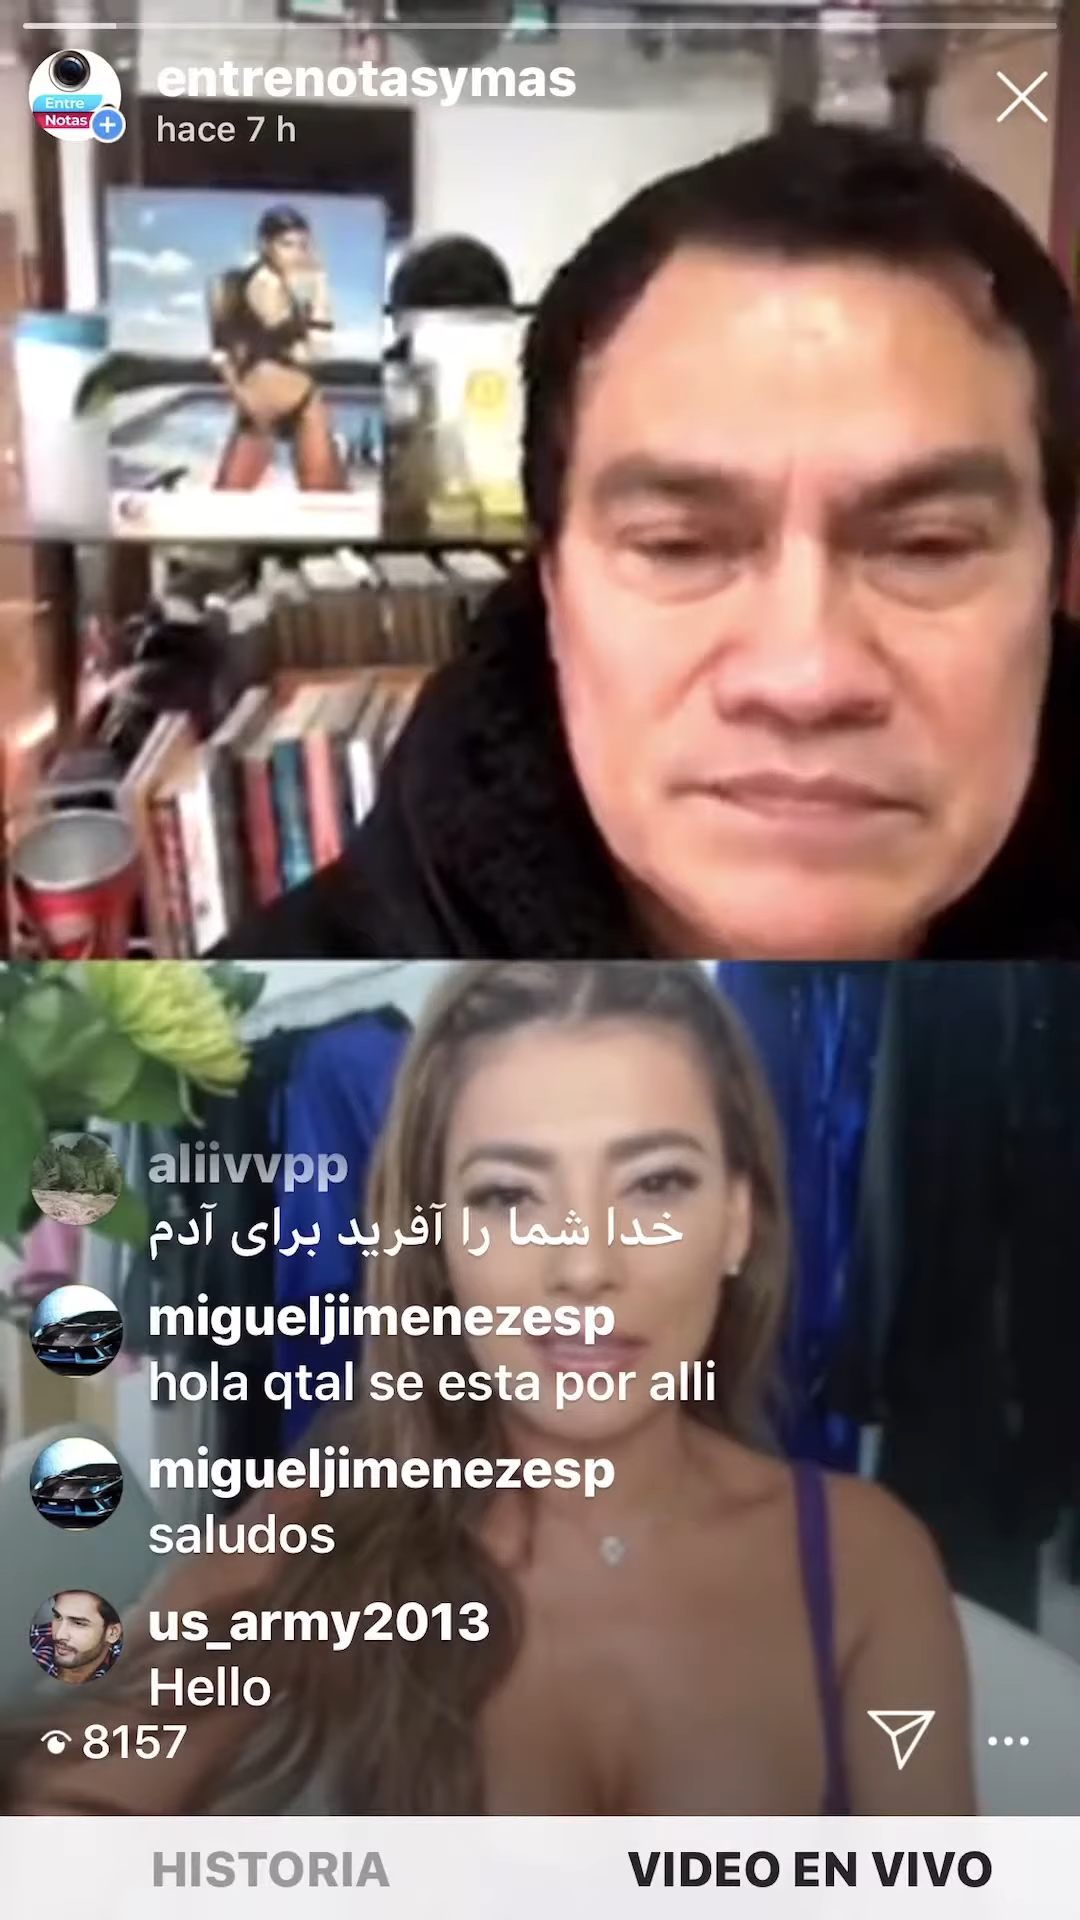 entrenotasymas
hace 7 h
Entre
Notas
aliivvpp
خدا شما را آفرید برای آدم
migueljimenezesp
hola qtal se esta por alli
migueljimenezesp
saludos
us_army2013
Hello
8157
HISTORIA
VIDEO EN VIVO